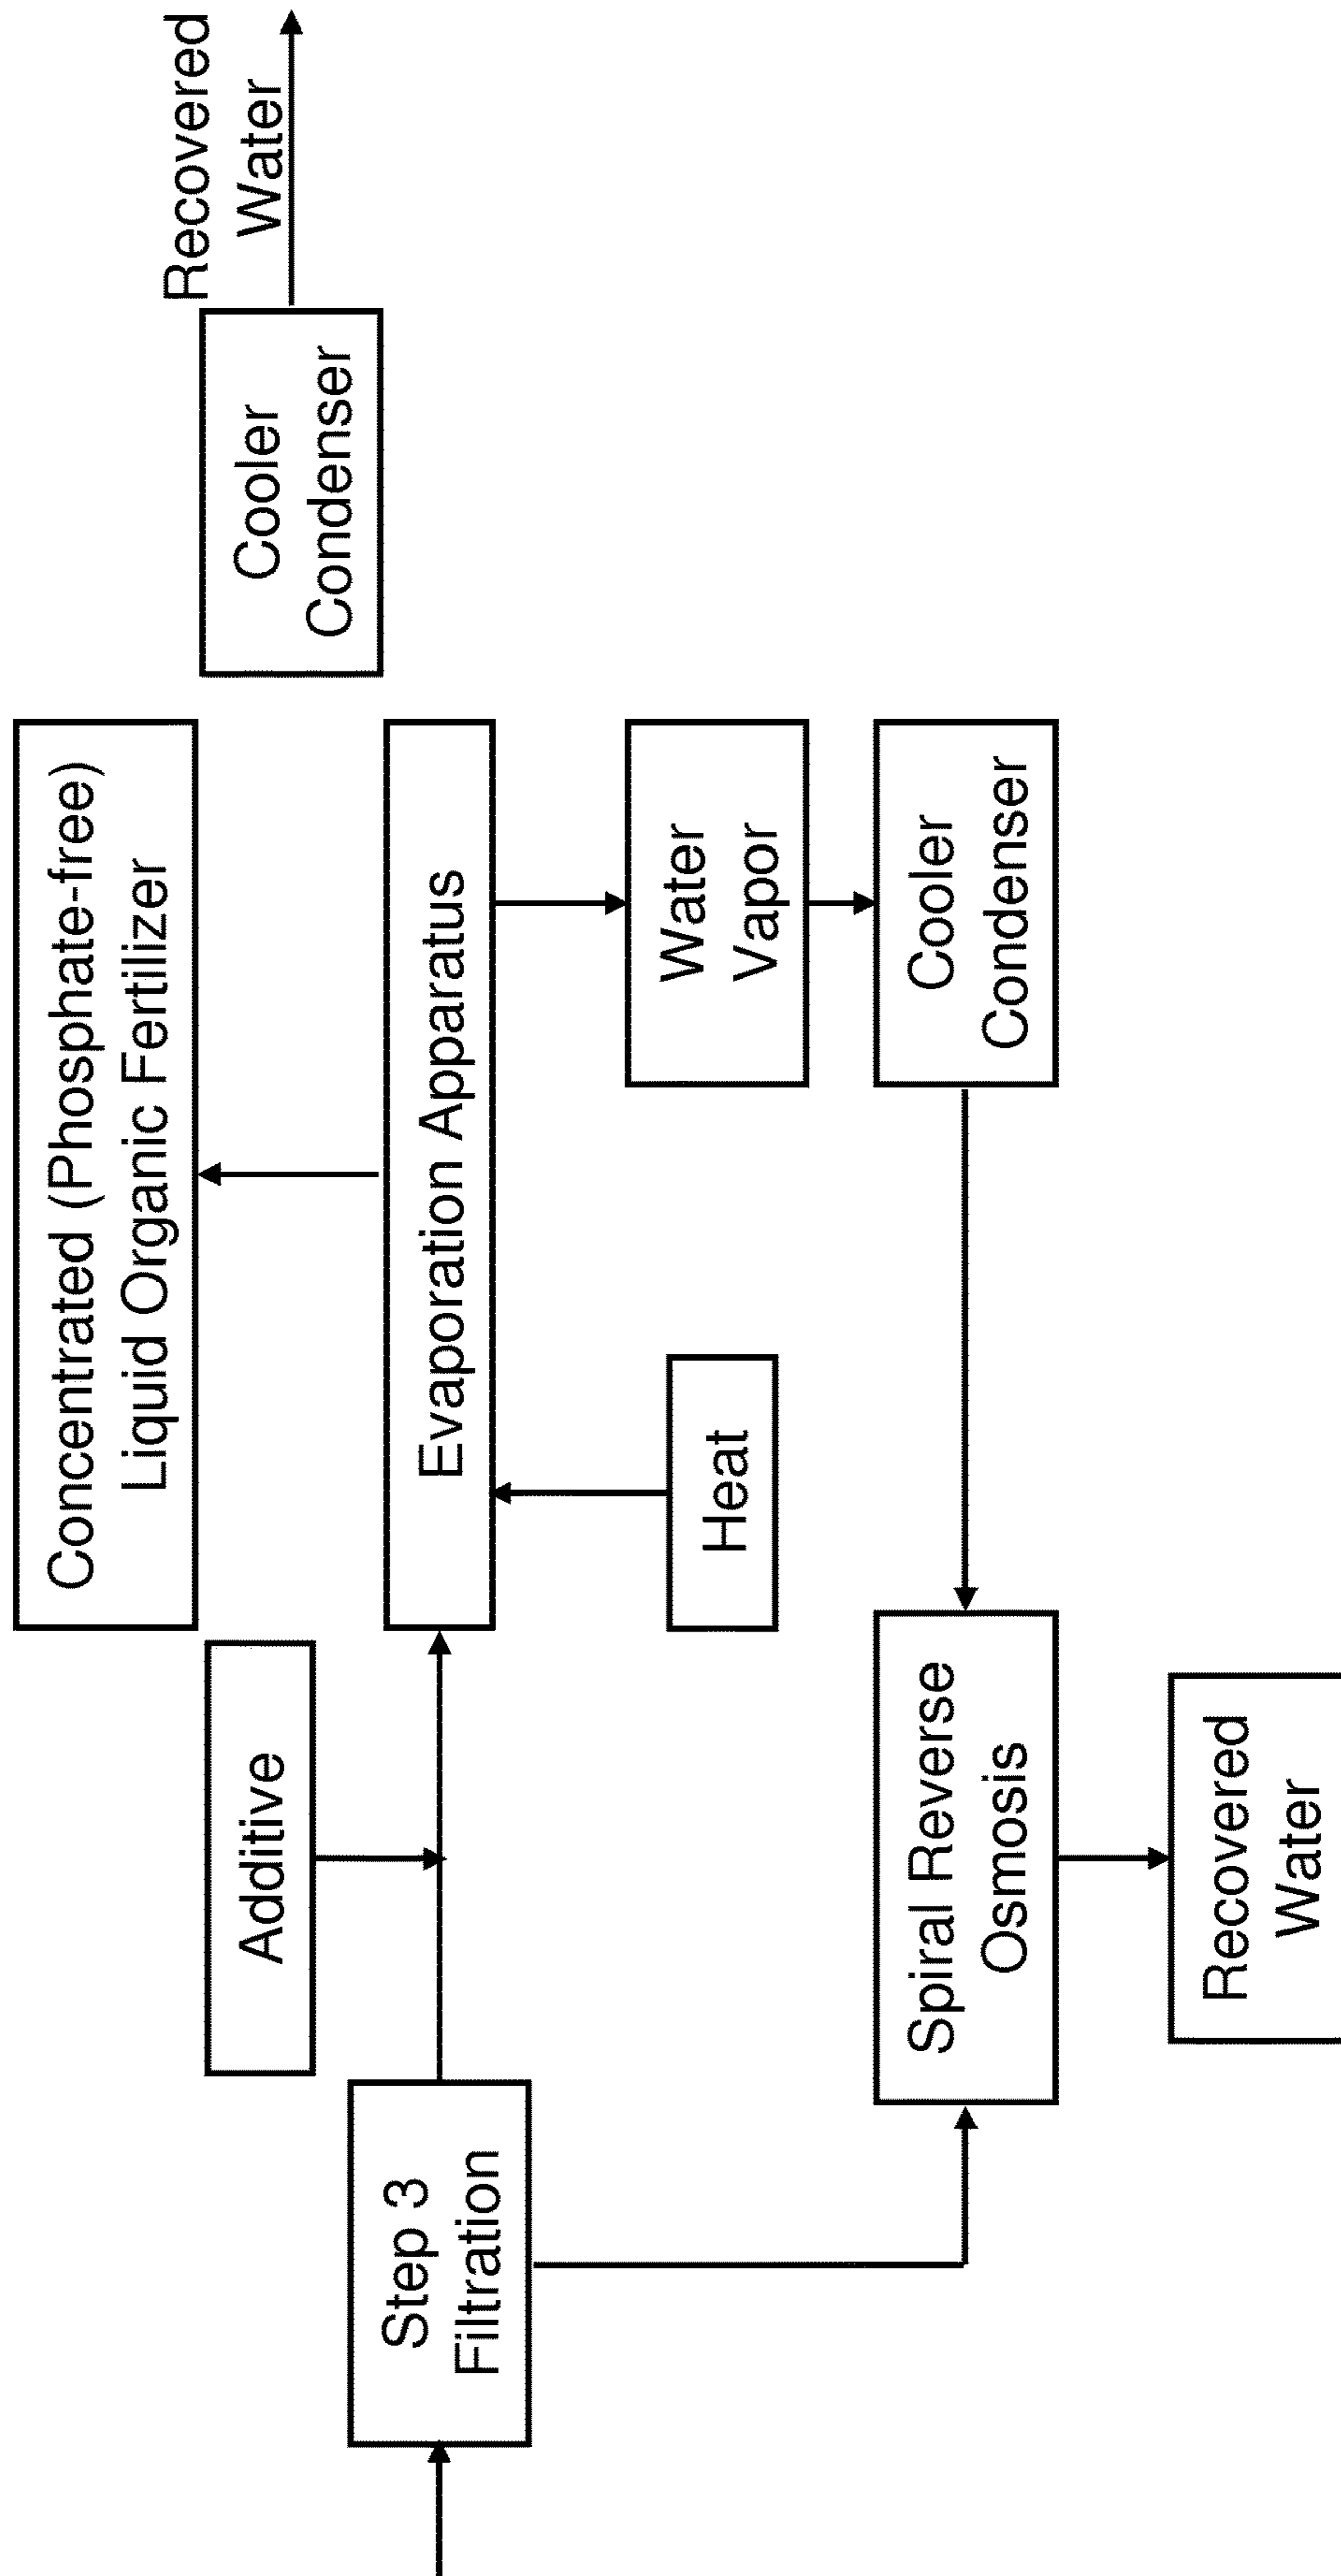 Concentrated (Phosphate-free)
Liquid Organic Fertilizer
Recovered
Water
Additive
Cooler
Condenser
Step 3
Filtration
Evaporation Apparatus
Heat
Water
Vapor
Spiral Reverse
Osmosis
Cooler
Condenser
Recovered
Water